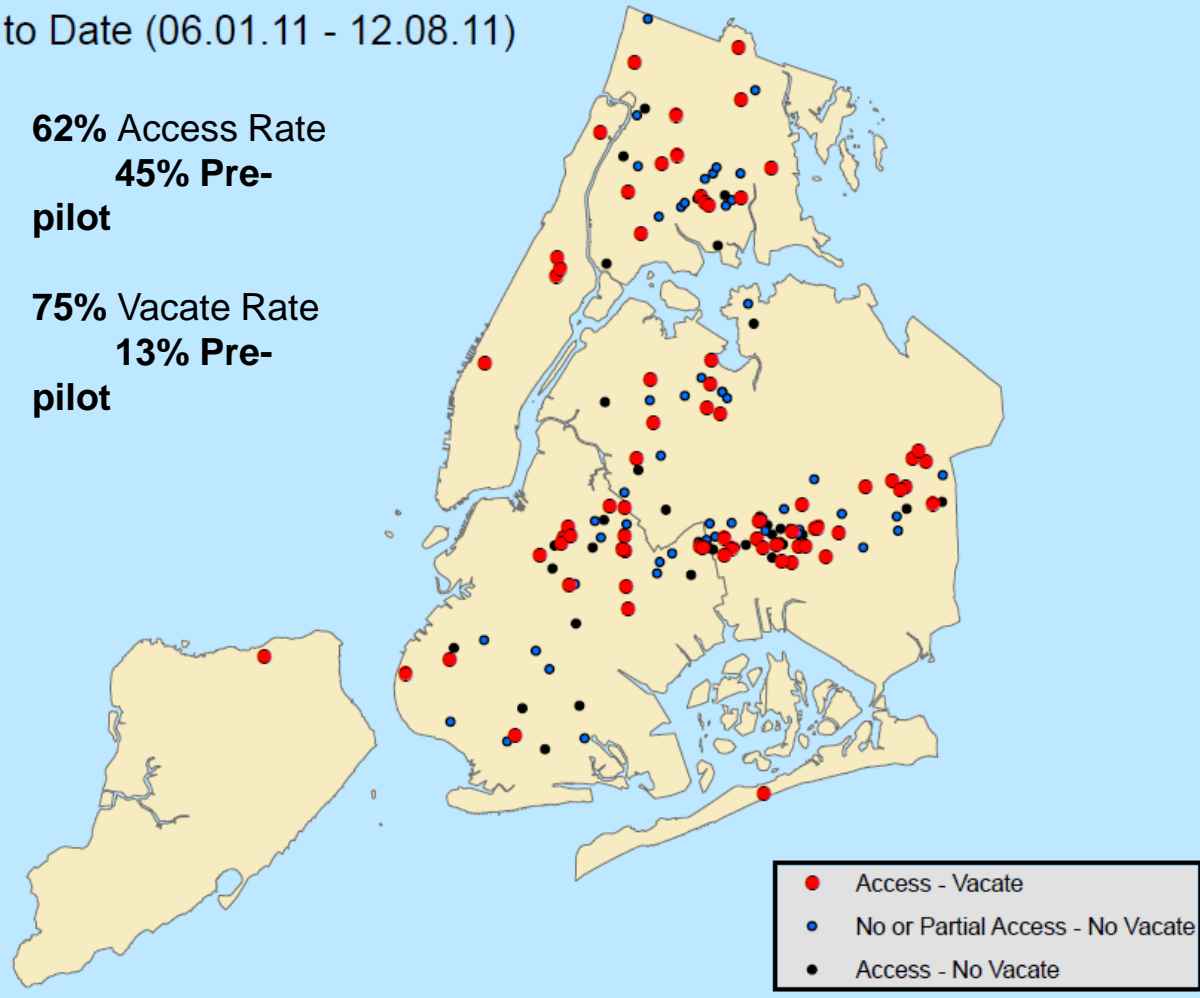 to Date (06.01.11 - 12.08.11)
62% Access Rate
45% Pre-
pilot
75% Vacate Rate
13% Pre-
pilot
Access - Vacate
No or Partial Access - No Vacate
Access - No Vacate